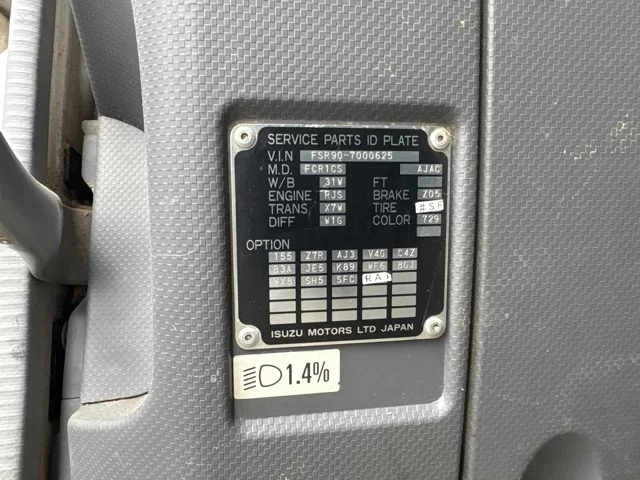 SERVICE PARTS ID PLATE
V.I.N FSR90-7000625
M.D. FCR1CS AJAC
W/B 31W FT
ENGINE RJS BRAKE Z05
TRANS. X7W TIRE #SF
DIFF W1G COLOR 729
OPTION
155 Z7R AJ3 V4G C4Z
B3A JE5 K89 8GJ
SH5 SFC
ISUZU MOTORS LTD JAPAN
1.4%